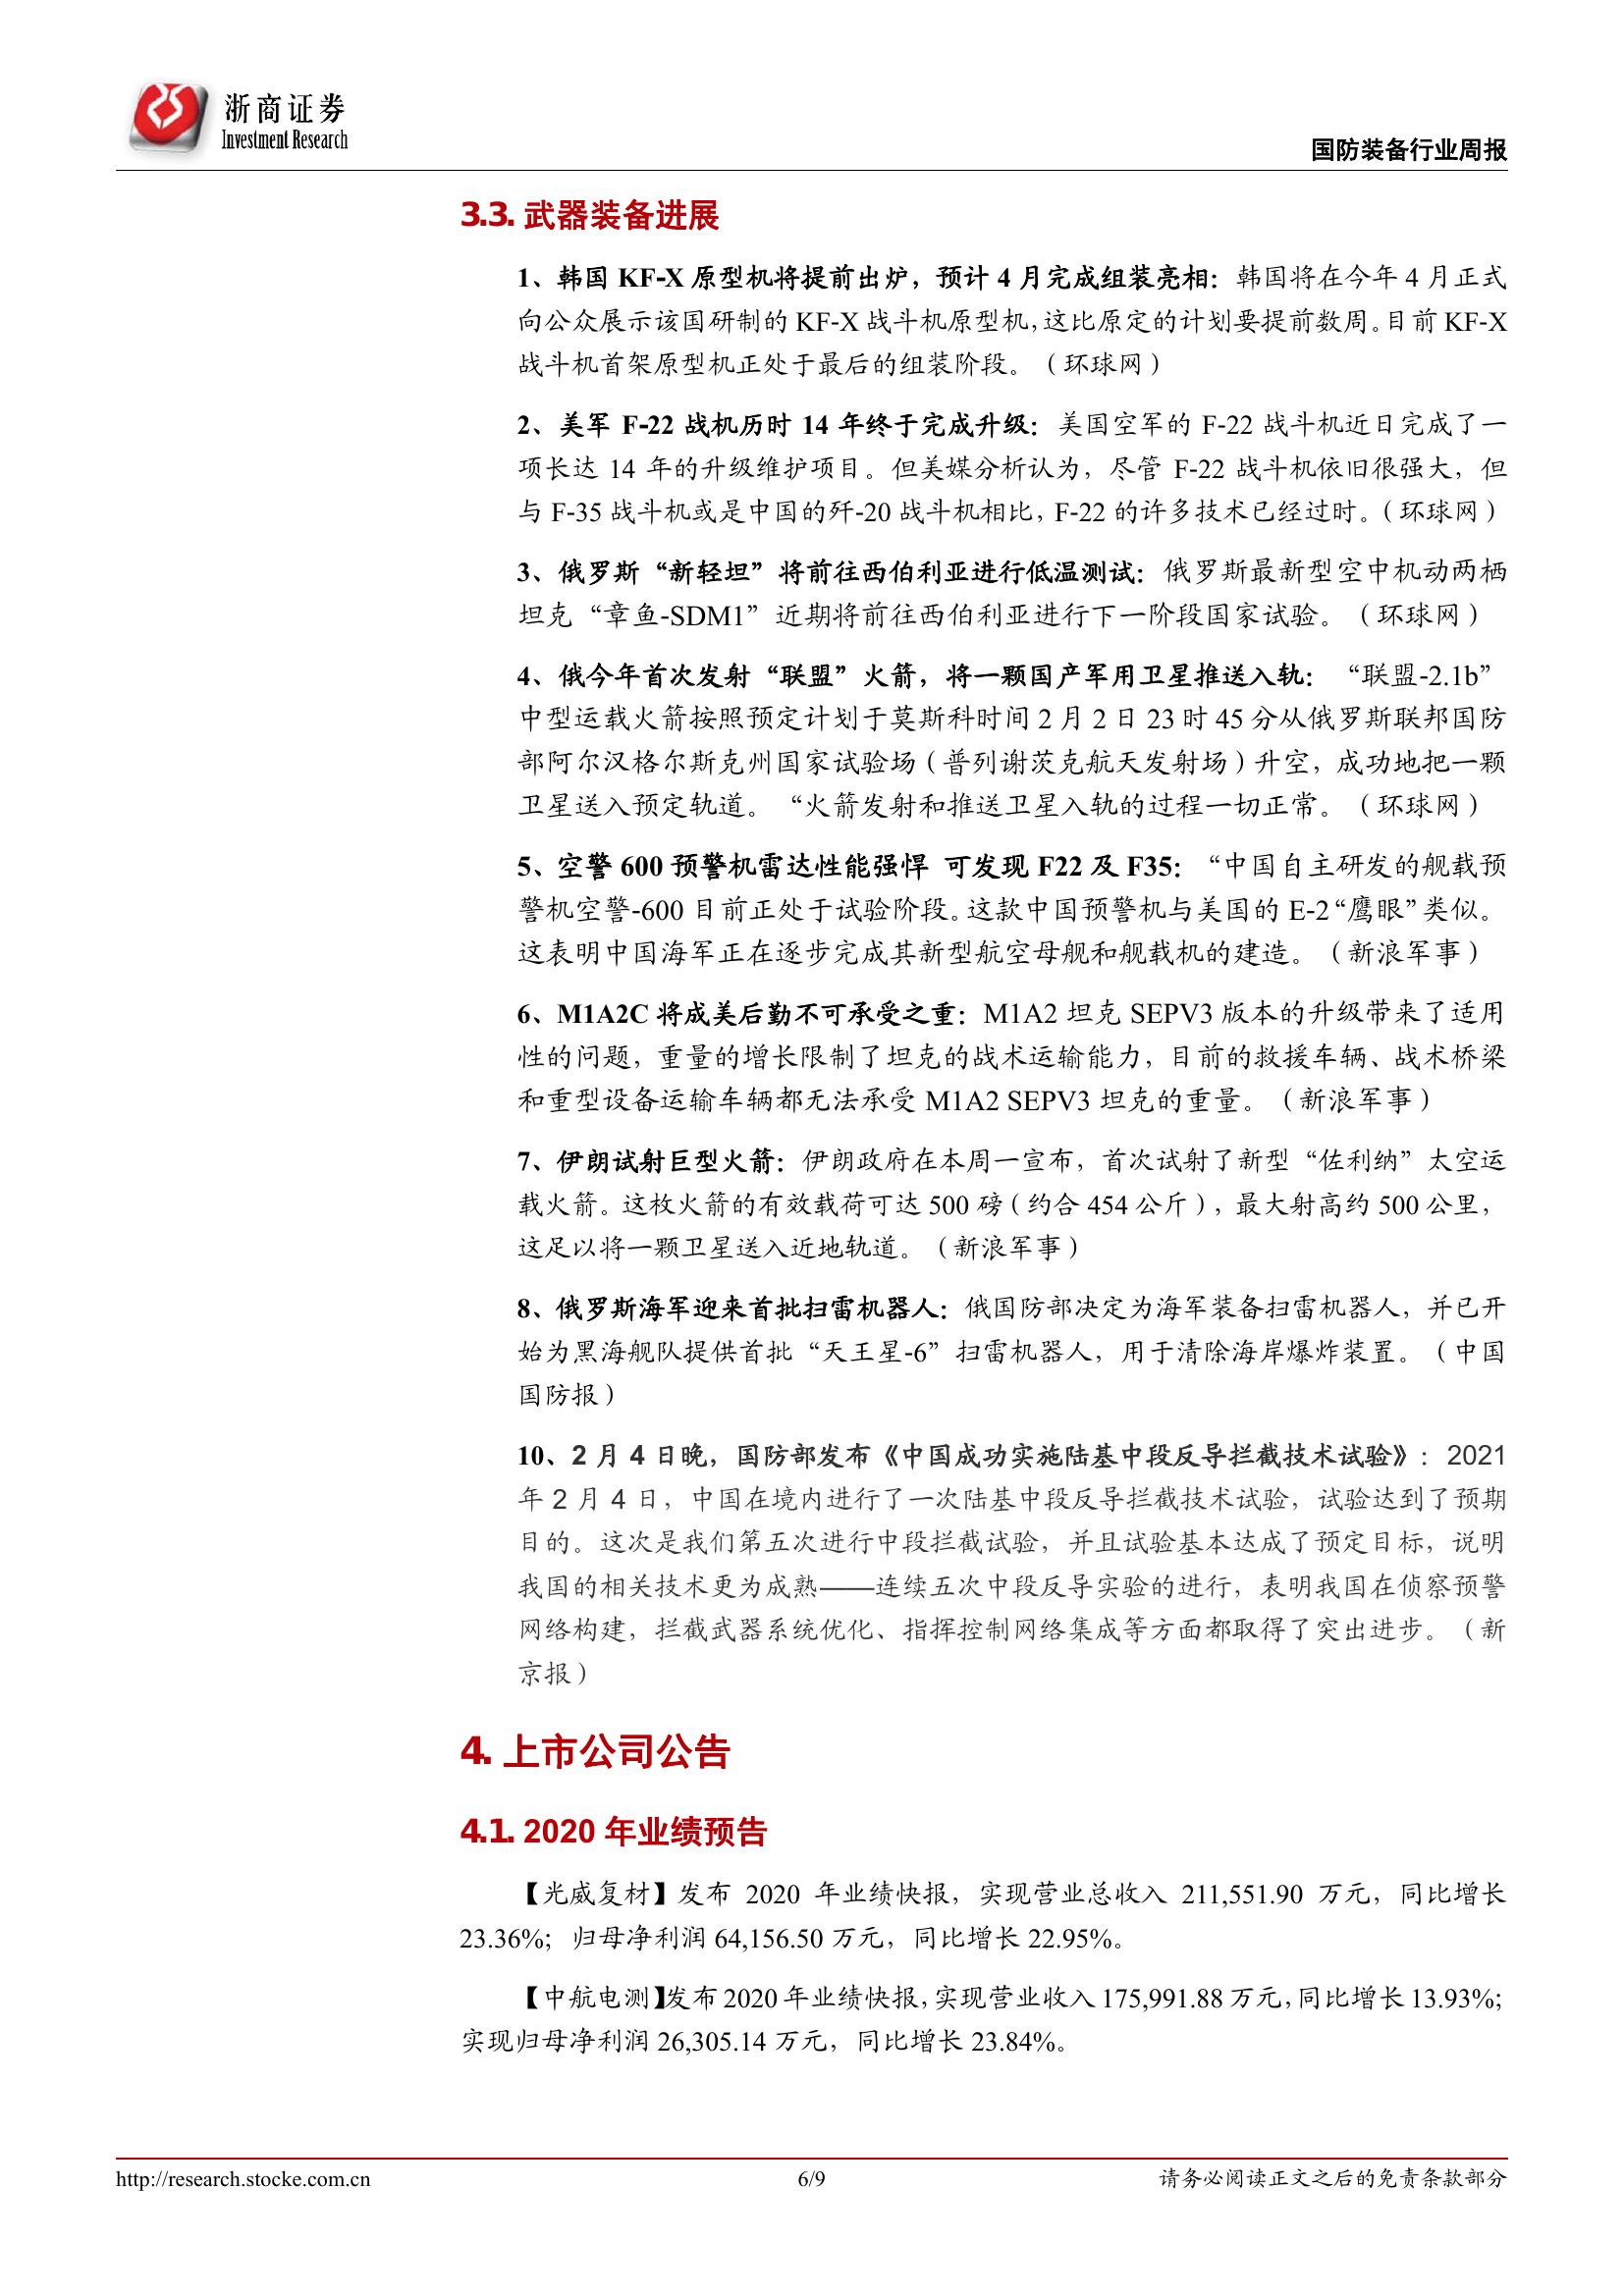 浙商证券
Investment Research
国防装备行业周报
3.3. 武器装备进展
1、韩国 KF-X 原型机将提前出炉，预计 4 月完成组装亮相：韩国将在今年 4 月正式
向公众展示该国研制的 KF-X 战斗机原型机，这比原定的计划要提前数周。目前 KF-X
战斗机首架原型机正处于最后的组装阶段。（环球网）
2、美军 F-22 战机历时 14 年终于完成升级：美国空军的 F-22 战斗机近日完成了一
项长达 14 年的升级维护项目。但美媒分析认为，尽管 F-22 战斗机依旧很强大，但
与 F-35 战斗机或是中国的歼-20 战斗机相比，F-22 的许多技术已经过时。（环球网）
3、俄罗斯“新轻坦”将前往西伯利亚进行低温测试：俄罗斯最新型空中机动两栖
坦克“章鱼-SDM1”近期将前往西伯利亚进行下一阶段国家试验。（环球网）
4、俄今年首次发射“联盟”火箭，将一颗国产军用卫星推送入轨：“联盟-2.1b”
中型运载火箭按照预定计划于莫斯科时间 2 月 2 日 23 时 45 分从俄罗斯联邦国防
部阿尔汉格尔斯克州国家试验场（普列谢茨克航天发射场）升空，成功地把一颗
卫星送入预定轨道。“火箭发射和推送卫星入轨的过程一切正常。（环球网）
5、空警 600 预警机雷达性能强悍 可发现 F22 及 F35：“中国自主研发的舰载预
警机空警-600 目前正处于试验阶段。这款中国预警机与美国的 E-2“鹰眼”类似。
这表明中国海军正在逐步完成其新型航空母舰和舰载机的建造。（新浪军事）
6、M1A2C 将成美后勤不可承受之重：M1A2 坦克 SEPV3 版本的升级带来了适用
性的问题，重量的增长限制了坦克的战术运输能力，目前的救援车辆、战术桥梁
和重型设备运输车辆都无法承受 M1A2 SEPV3 坦克的重量。（新浪军事）
7、伊朗试射巨型火箭：伊朗政府在本周一宣布，首次试射了新型“佐利纳”太空运
载火箭。这枚火箭的有效载荷可达 500 磅（约合 454 公斤），最大射高约 500 公里，
这足以将一颗卫星送入近地轨道。（新浪军事）
8、俄罗斯海军迎来首批扫雷机器人：俄国防部决定为海军装备扫雷机器人，并已开
始为黑海舰队提供首批“天王星-6”扫雷机器人，用于清除海岸爆炸装置。（中国
国防报）
10、2 月 4 日晚，国防部发布《中国成功实施陆基中段反导拦截技术试验》：2021
年 2 月 4 日，中国在境内进行了一次陆基中段反导拦截技术试验，试验达到了预期
目的。这次是我们第五次进行中段拦截试验，并且试验基本达成了预定目标，说明
我国的相关技术更为成熟——连续五次中段反导实验的进行，表明我国在侦察预警
网络构建，拦截武器系统优化、指挥控制网络集成等方面都取得了突出进步。（新
京报）
4. 上市公司公告
4.1. 2020 年业绩预告
【光威复材】发布 2020 年业绩快报，实现营业总收入 211,551.90 万元，同比增长
23.36%；归母净利润 64,156.50 万元，同比增长 22.95%。
【中航电测】发布 2020 年业绩快报，实现营业收入 175,991.88 万元，同比增长 13.93%；
实现归母净利润 26,305.14 万元，同比增长 23.84%。
http://research.stocke.com.cn
6/9
请务必阅读正文之后的免责条款部分